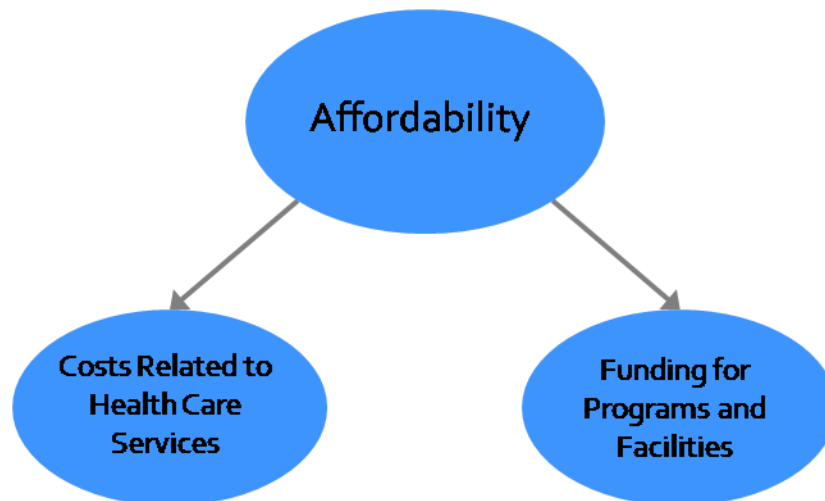 Affordability
Costs Related to
Health Care
Services
Funding for
Programs and
Facilities